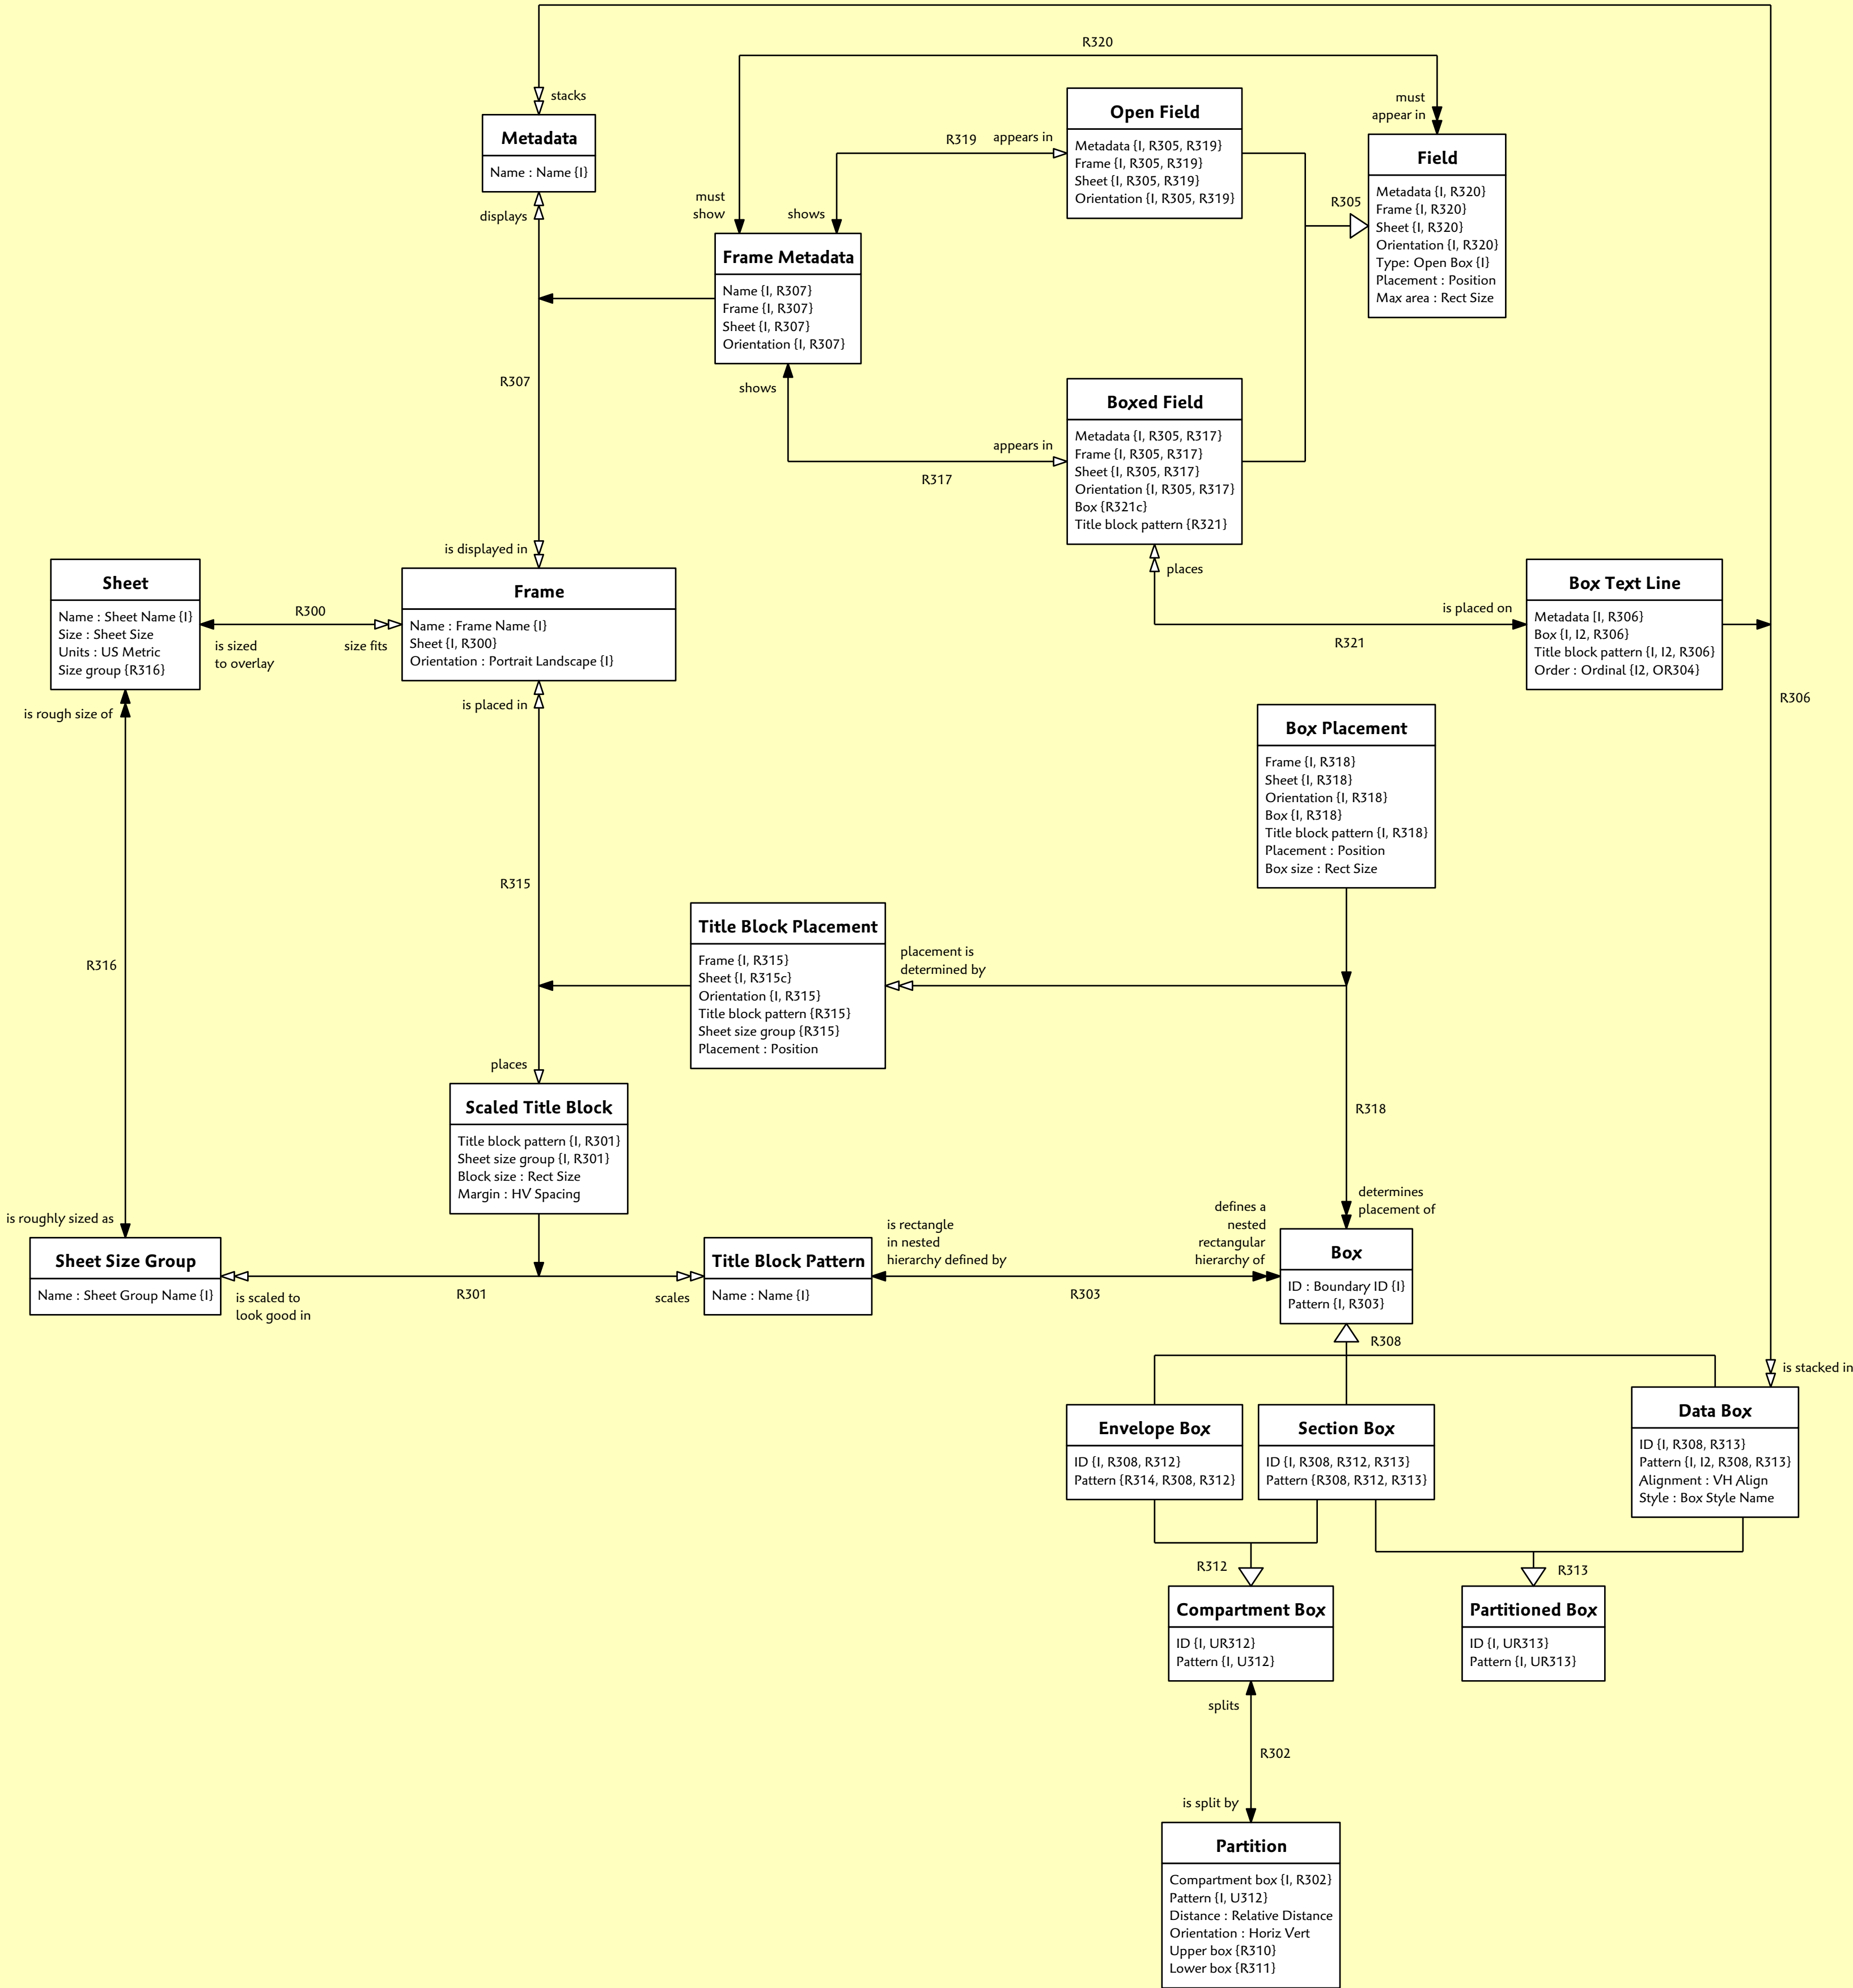 R320
stacks
must
appear in
Metadata
Name : Name {I}
displays
Open Field
Metadata {I, R305, R319}
Frame {I, R305, R319}
Sheet {I, R305, R319}
Orientation {I, R305, R319}
R319
appears in
shows
must
show
Field
Metadata {I, R320}
Frame {I, R320}
Sheet {I, R320}
Orientation {I, R320}
Type: Open Box {I}
Placement : Position
Max area : Rect Size
R305
Frame Metadata
Name {I, R307}
Frame {I, R307}
Sheet {I, R307}
Orientation {I, R307}
R307
shows
appears in
R317
Boxed Field
Metadata {I, R305, R317}
Frame {I, R305, R317}
Sheet {I, R305, R317}
Orientation {I, R305, R317}
Box {R321c}
Title block pattern {R321}
places
is placed on
R321
is displayed in
Sheet
Name : Sheet Name {I}
Size : Sheet Size
Units : US Metric
Size group {R316}
R300
is sized
to overlay
size fits
Frame
Name : Frame Name {I}
Sheet {I, R300}
Orientation : Portrait Landscape {I}
Box Text Line
Metadata [I, R306}
Box {I, I2, R306}
Title block pattern {I, I2, R306}
Order : Ordinal {I2, OR304}
R306
is rough size of
is placed in
Box Placement
Frame {I, R318}
Sheet {I, R318}
Orientation {I, R318}
Box {I, R318}
Title block pattern {I, R318}
Placement : Position
Box size : Rect Size
R315
R316
Title Block Placement
Frame {I, R315}
Sheet {I, R315c}
Orientation {I, R315}
Title block pattern {R315}
Sheet size group {R315}
Placement : Position
placement is
determined by
places
R318
Scaled Title Block
Title block pattern {I, R301}
Sheet size group {I, R301}
Block size : Rect Size
Margin : HV Spacing
determines
placement of
is roughly sized as
Sheet Size Group
Name : Sheet Group Name {I}
is scaled to
look good in
R301
scales
Title Block Pattern
Name : Name {I}
is rectangle
in nested
hierarchy defined by
R303
defines a
nested
rectangular
hierarchy of
Box
ID : Boundary ID {I}
Pattern {I, R303}
R308
is stacked in
Envelope Box
ID {I, R308, R312}
Pattern {R314, R308, R312}
Section Box
ID {I, R308, R312, R313}
Pattern {R308, R312, R313}
Data Box
ID {I, R308, R313}
Pattern {I, I2, R308, R313}
Alignment : VH Align
Style : Box Style Name
R312
R313
Compartment Box
ID {I, UR312}
Pattern {I, U312}
Partitioned Box
ID {I, UR313}
Pattern {I, UR313}
splits
R302
is split by
Partition
Compartment box {I, R302}
Pattern {I, U312}
Distance : Relative Distance
Orientation : Horiz Vert
Upper box {R310}
Lower box {R311}